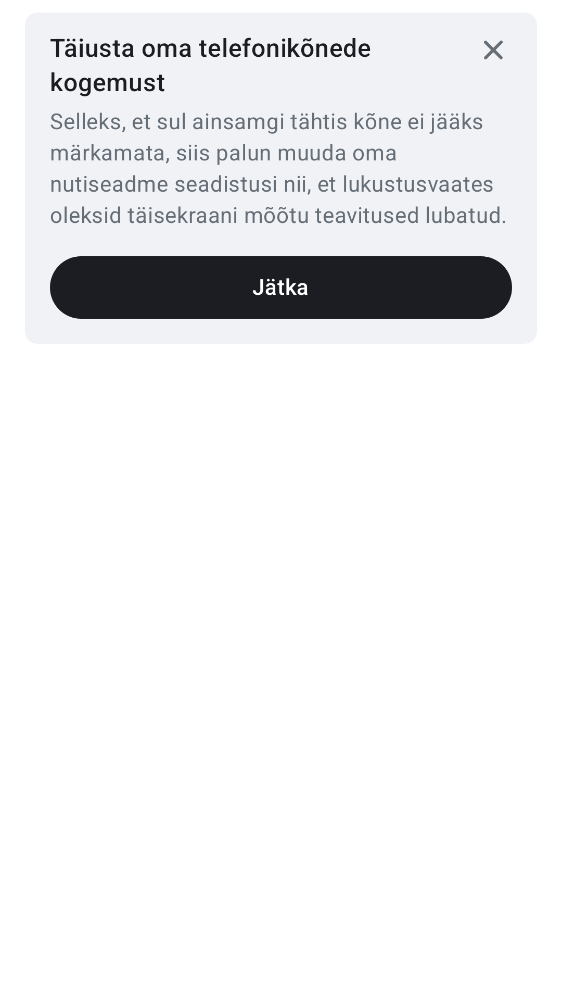 Täiusta oma telefonikõnede
kogemust
Selleks, et sul ainsamgi tähtis kõne ei jääks
märkamata, siis palun muuda oma
nutiseadme seadistusi nii, et lukustusvaates
oleksid täisekraani mõõtu teavitused lubatud.
Jätka